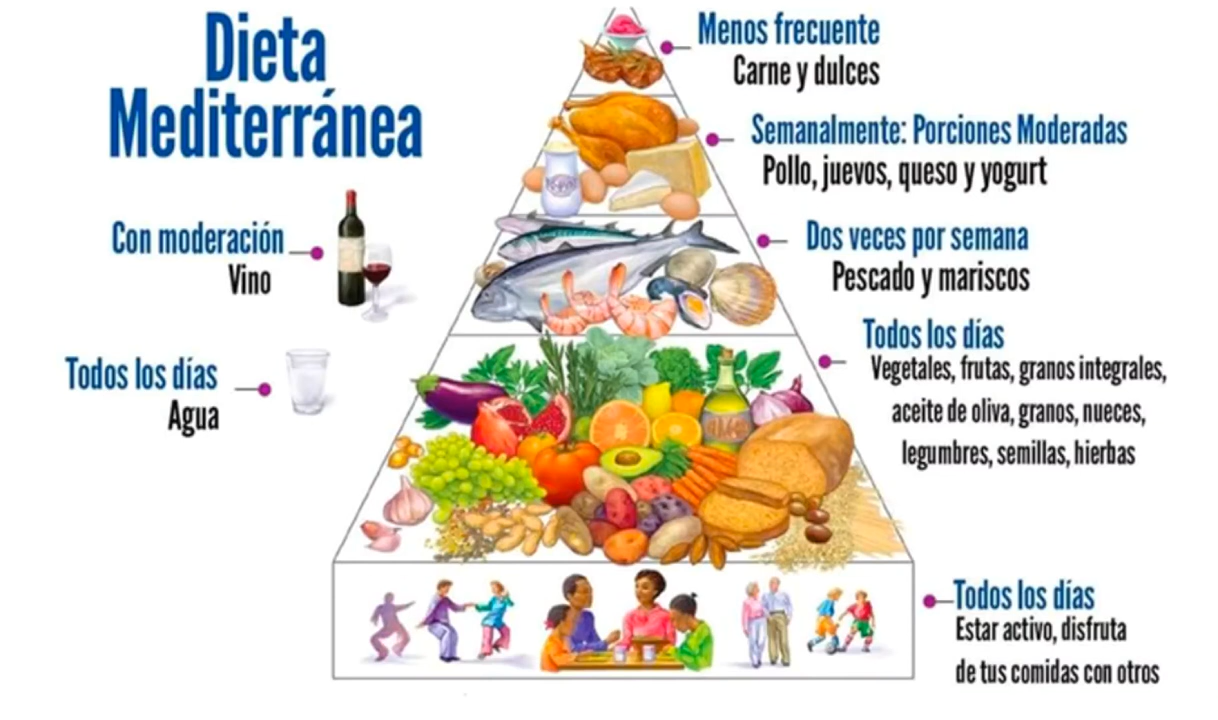 Dieta
Mediterránea
Menos frecuente
Carne y dulces
Semanalmente: Porciones Moderadas
Pollo, juevos, queso y yogurt
Con moderación
Vino
Dos veces por semana
Pescado y mariscos
Todos los días
Agua
Todos los días
Vegetales, frutas, granos integrales,
aceite de oliva, granos, nueces,
legumbres, semillas, hierbas
Todos los días
Estar activo, disfruta
de tus comidas con otros